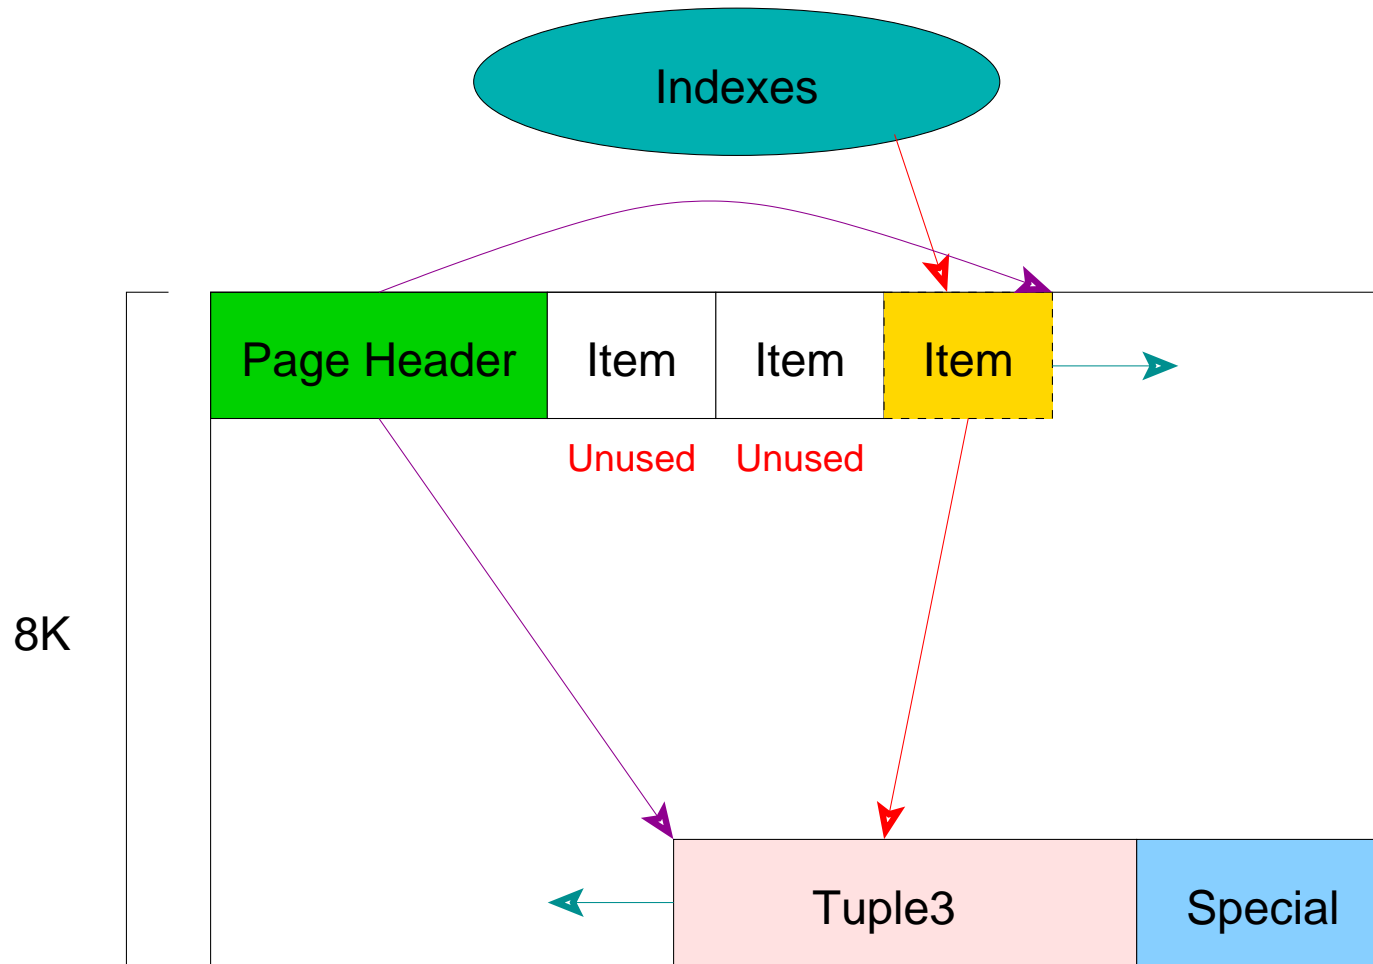 Indexes
Page Header Item Item Item
Unused Unused
8K
Tuple3 Special